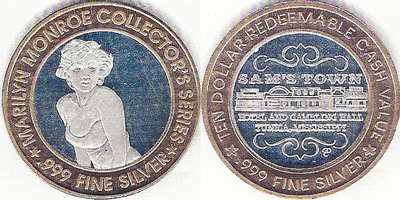 MARILYN MONROE COLLECTOR'S SERIES
★ .999 FINE SILVER ★
TEN DOLLAR REDEEMABLE CASH VALUE
SAM'S TOWN
HOTEL AND GAMBLING HALL
TUNICA, MISSISSIPPI
★ .999 FINE SILVER ★